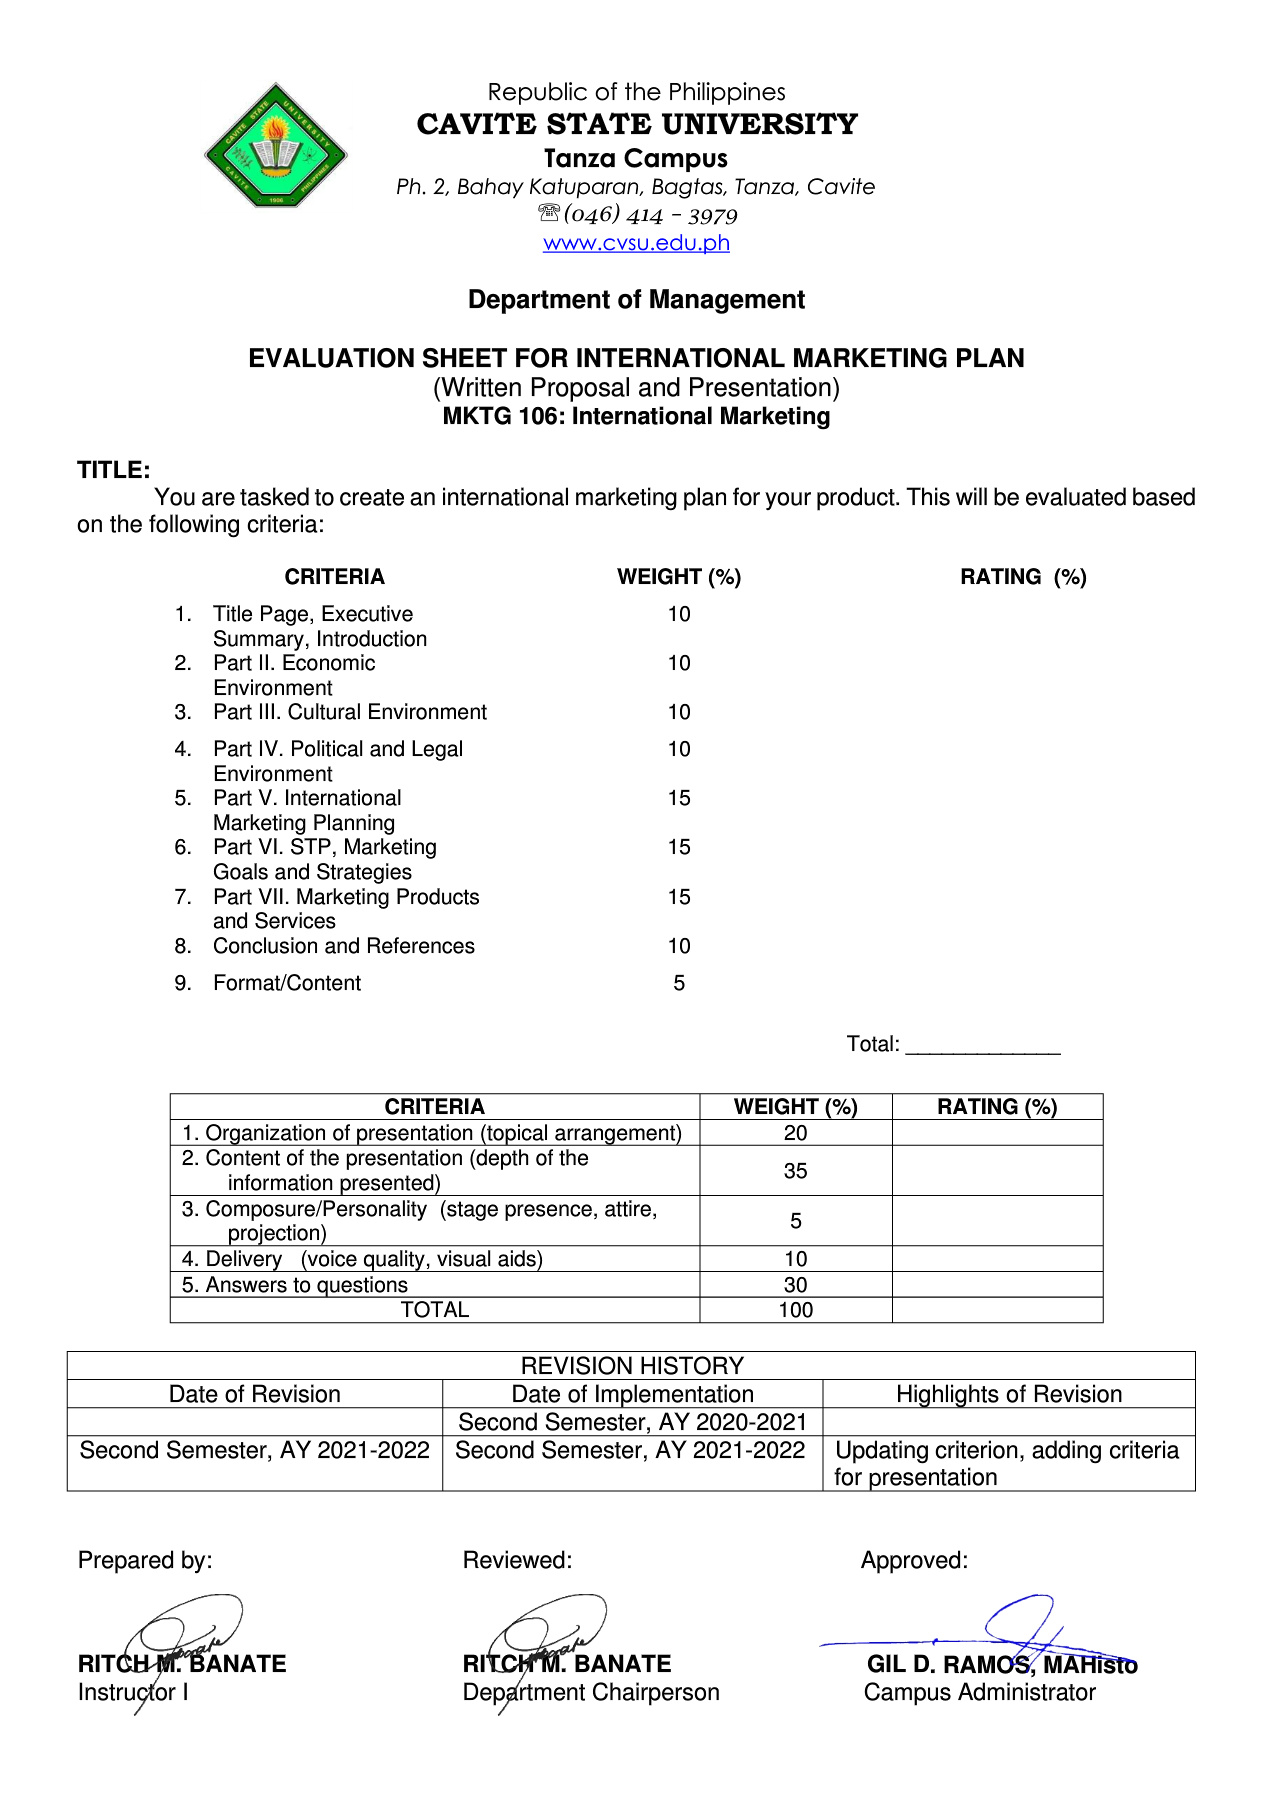 Republic of the Philippines
CAVITE STATE UNIVERSITY
Tanza Campus
Ph. 2, Bahay Katuparan, Bagtas, Tanza, Cavite
☏(046) 414 – 3979
www.cvsu.edu.ph
CAVITE STATE UNIVERSITY
CAVITE PHILIPPINES
1906
Department of Management
EVALUATION SHEET FOR INTERNATIONAL MARKETING PLAN
(Written Proposal and Presentation)
MKTG 106: International Marketing
TITLE:
You are tasked to create an international marketing plan for your product. This will be evaluated based
on the following criteria:
CRITERIA WEIGHT (%) RATING (%)
1. Title Page, Executive 10
Summary, Introduction
2. Part II. Economic 10
Environment
3. Part III. Cultural Environment 10
4. Part IV. Political and Legal 10
Environment
5. Part V. International 15
Marketing Planning
6. Part VI. STP, Marketing 15
Goals and Strategies
7. Part VII. Marketing Products 15
and Services
8. Conclusion and References 10
9. Format/Content 5
Total: _____________
CRITERIA WEIGHT (%) RATING (%)
1. Organization of presentation (topical arrangement) 20
2. Content of the presentation (depth of the
information presented) 35
3. Composure/Personality (stage presence, attire,
projection) 5
4. Delivery (voice quality, visual aids) 10
5. Answers to questions 30
TOTAL 100
REVISION HISTORY
Date of Revision Date of Implementation Highlights of Revision
Second Semester, AY 2020-2021
Second Semester, AY 2021-2022 Second Semester, AY 2021-2022 Updating criterion, adding criteria
for presentation
Prepared by: Reviewed: Approved:
RITCH M. BANATE RITCH M. BANATE GIL D. RAMOS, MAHisto
Instructor I Department Chairperson Campus Administrator